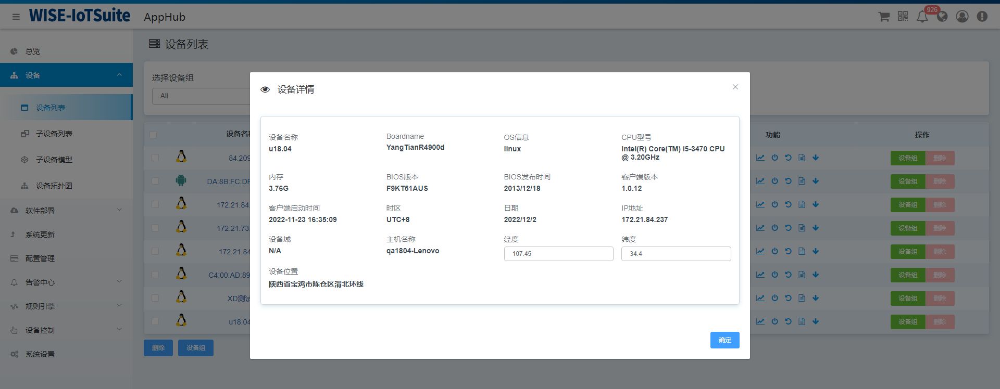 WISE-IoTSuite AppHub 926
总览
设备
设备列表
子设备列表
子设备模型
设备拓扑图
软件部署
系统更新
配置管理
告警中心
规则引擎
设备控制
系统设置
设备列表
选择设备组
All
设备名 功能 操作
84.209 设备组 删除
DA:8B:FC:DF 设备组 删除
172.21.84. 设备组 删除
172.21.73. 设备组 删除
172.21.84 设备组 删除
C4:00:AD:89 设备组 删除
XD测试 设备组 删除
u18.04 设备组 删除
删除 设备组
设备详情
设备名称 Boardname OS信息 CPU型号
u18.04 YangTianR4900d linux Intel(R) Core(TM) i5-3470 CPU
@ 3.20GHz
内存 BIOS版本 BIOS发布时间 客户端版本
3.76G F9KT51AUS 2013/12/18 1.0.12
客户端启动时间 时区 日期 IP地址
2022-11-23 16:35:09 UTC+8 2022/12/2 172.21.84.237
设备域 主机名称 经度 纬度
N/A qa1804-Lenovo 107.45 34.4
设备位置
陕西省宝鸡市陈仓区渭北环线
确定